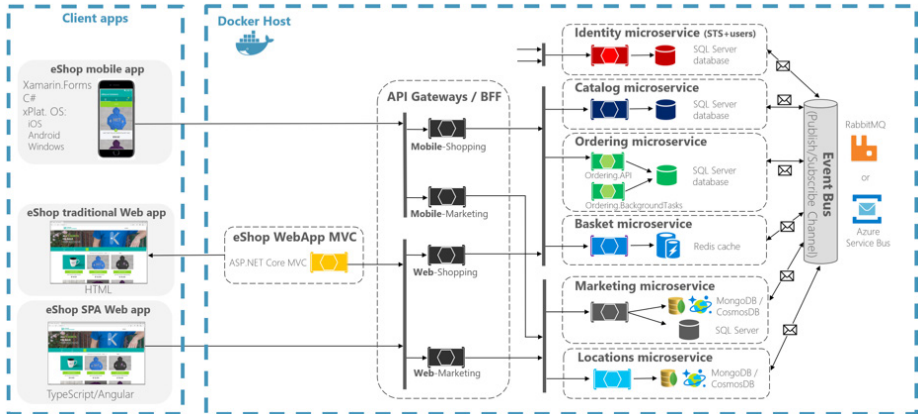 Client apps
eShop mobile app
Xamarin.Forms
C#
xPlat. OS:
iOS
Android
Windows
eShop traditional Web app
HTML
eShop SPA Web app
TypeScript/Angular
Docker Host
eShop WebApp MVC
ASP.NET Core MVC
API Gateways / BFF
Mobile-Shopping
Mobile-Marketing
Web-Shopping
Web-Marketing
Identity microservice (STS+users)
SQL Server
database
Catalog microservice
SQL Server
database
Ordering microservice
Ordering.API
SQL Server
database
Ordering.BackgroundTasks
Basket microservice
Redis cache
Marketing microservice
MongoDB /
CosmosDB
SQL Server
Locations microservice
MongoDB /
CosmosDB
Event Bus
(Publish/Subscribe Channel)
RabbitMQ
or
Azure
Service Bus